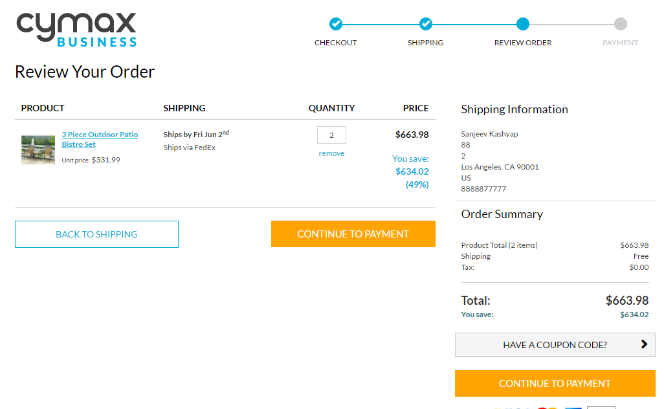 cymax
BUSINESS
CHECKOUT
SHIPPING
REVIEW ORDER
PAYMENT
Review Your Order
PRODUCT SHIPPING QUANTITY PRICE
3 Piece Outdoor Patio
Bistro Set
Unit price: $331.99
Ships by Fri Jun 2nd
Ships via FedEx
2
remove
$663.98
You save:
$634.02
(49%)
BACK TO SHIPPING
CONTINUE TO PAYMENT
Shipping Information
Sanjeev Kashyap
88
2
Los Angeles, CA 90001
US
8888877777
Order Summary
Product Total (2 items) $663.98
Shipping Free
Tax: $0.00
Total: $663.98
You save: $634.02
HAVE A COUPON CODE?
CONTINUE TO PAYMENT